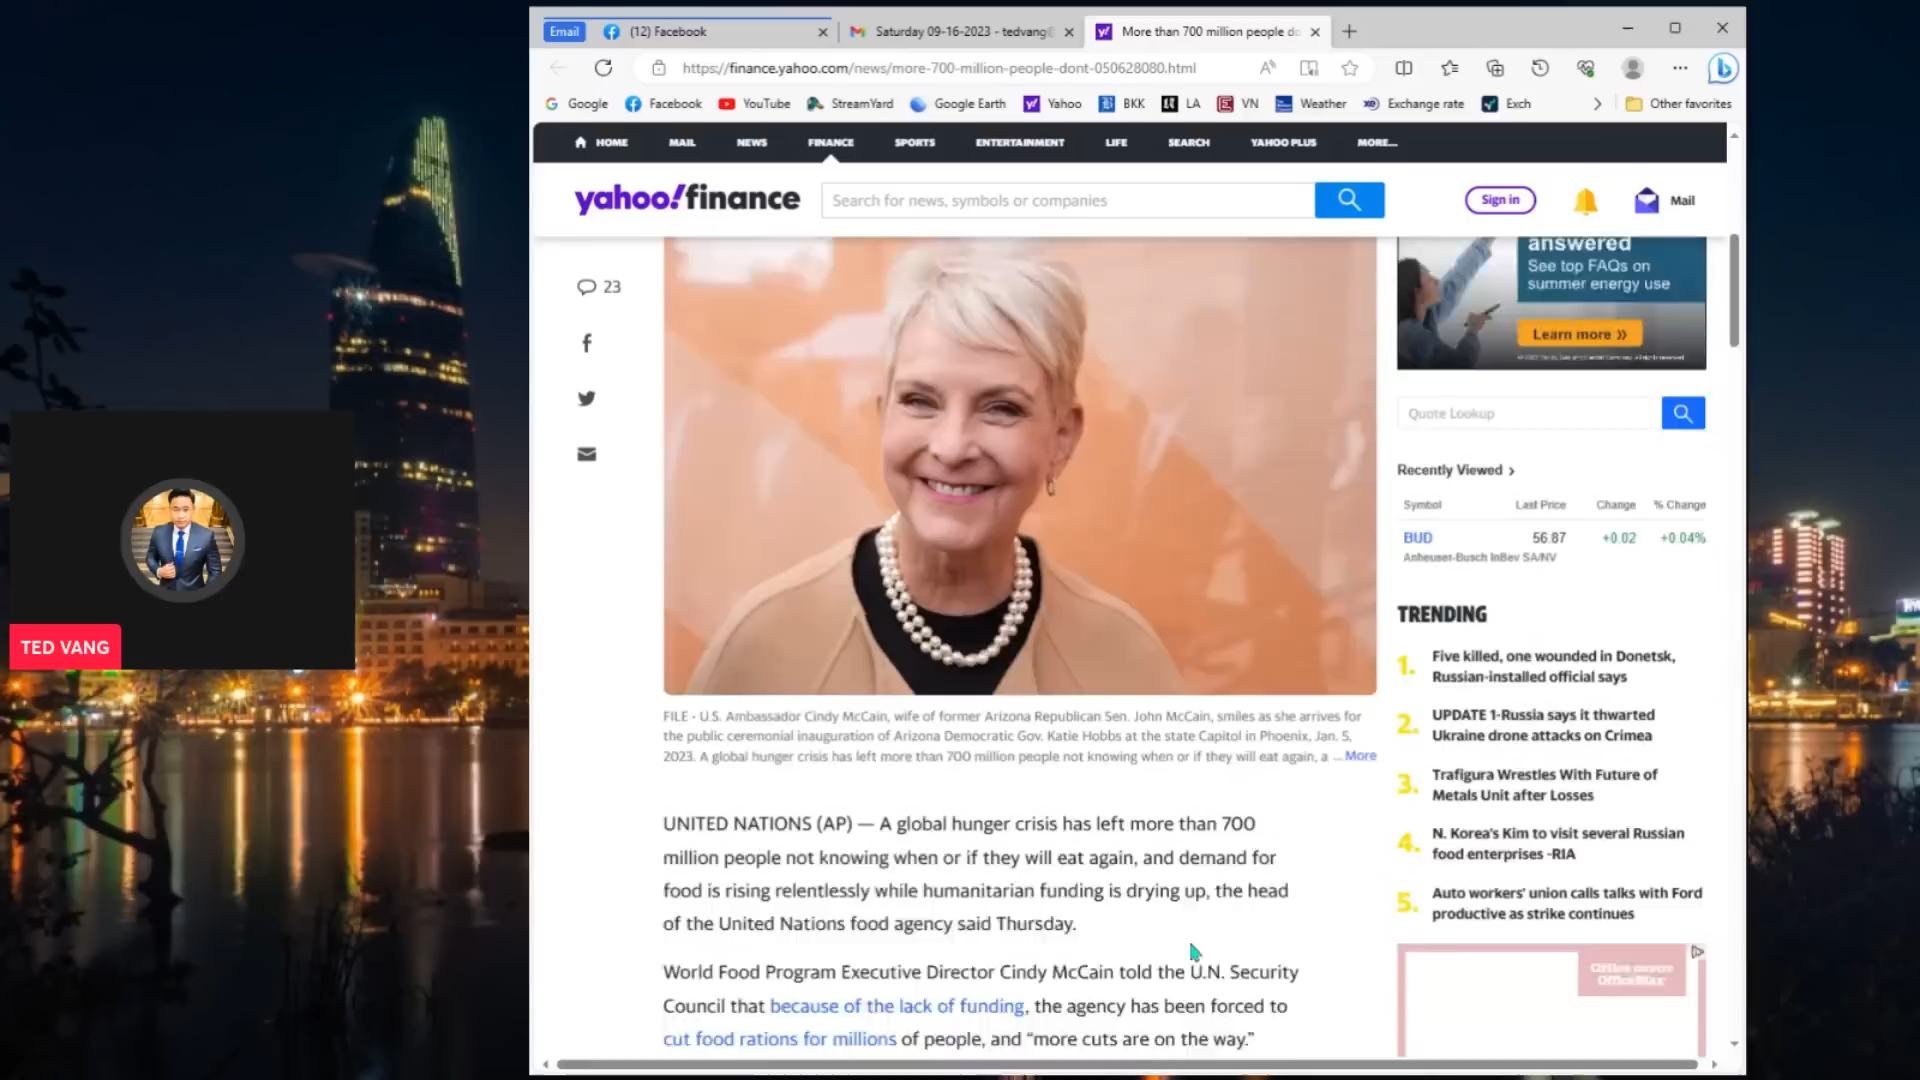 Email
(12) Facebook
Saturday 09-16-2023 - tedvang@
More than 700 million people do
https://finance.yahoo.com/news/more-700-million-people-dont-050628080.html
Google
Facebook
YouTube
StreamYard
Google Earth
Yahoo
BKK
LA
VN
Weather
Exchange rate
Exch
Other favorites
HOME
MAIL
NEWS
FINANCE
SPORTS
ENTERTAINMENT
LIFE
SEARCH
YAHOO PLUS
MORE...
yahoo!finance
Search for news, symbols or companies
Sign in
Mail
23
answered
See top FAQs on
summer energy use
Learn more »
Quote Lookup
Recently Viewed >
Symbol Last Price Change % Change
BUD 56.87 +0.02 +0.04%
Anheuser-Busch InBev SA/NV
TRENDING
1. Five killed, one wounded in Donetsk,
Russian-installed official says
2. UPDATE 1-Russia says it thwarted
Ukraine drone attacks on Crimea
3. Trafigura Wrestles With Future of
Metals Unit after Losses
4. N. Korea's Kim to visit several Russian
food enterprises -RIA
5. Auto workers' union calls talks with Ford
productive as strike continues
TED VANG
FILE - U.S. Ambassador Cindy McCain, wife of former Arizona Republican Sen. John McCain, smiles as she arrives for
the public ceremonial inauguration of Arizona Democratic Gov. Katie Hobbs at the state Capitol in Phoenix, Jan. 5,
2023. A global hunger crisis has left more than 700 million people not knowing when or if they will eat again, a ... More
UNITED NATIONS (AP) — A global hunger crisis has left more than 700
million people not knowing when or if they will eat again, and demand for
food is rising relentlessly while humanitarian funding is drying up, the head
of the United Nations food agency said Thursday.
World Food Program Executive Director Cindy McCain told the U.N. Security
Council that because of the lack of funding, the agency has been forced to
cut food rations for millions of people, and “more cuts are on the way.”